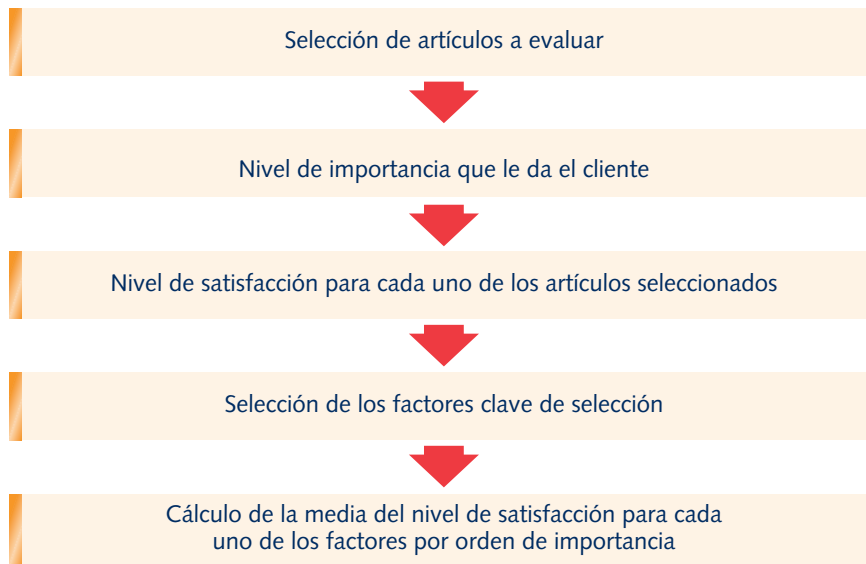 Selección de artículos a evaluar
Nivel de importancia que le da el cliente
Nivel de satisfacción para cada uno de los artículos seleccionados
Selección de los factores clave de selección
Cálculo de la media del nivel de satisfacción para cada
uno de los factores por orden de importancia